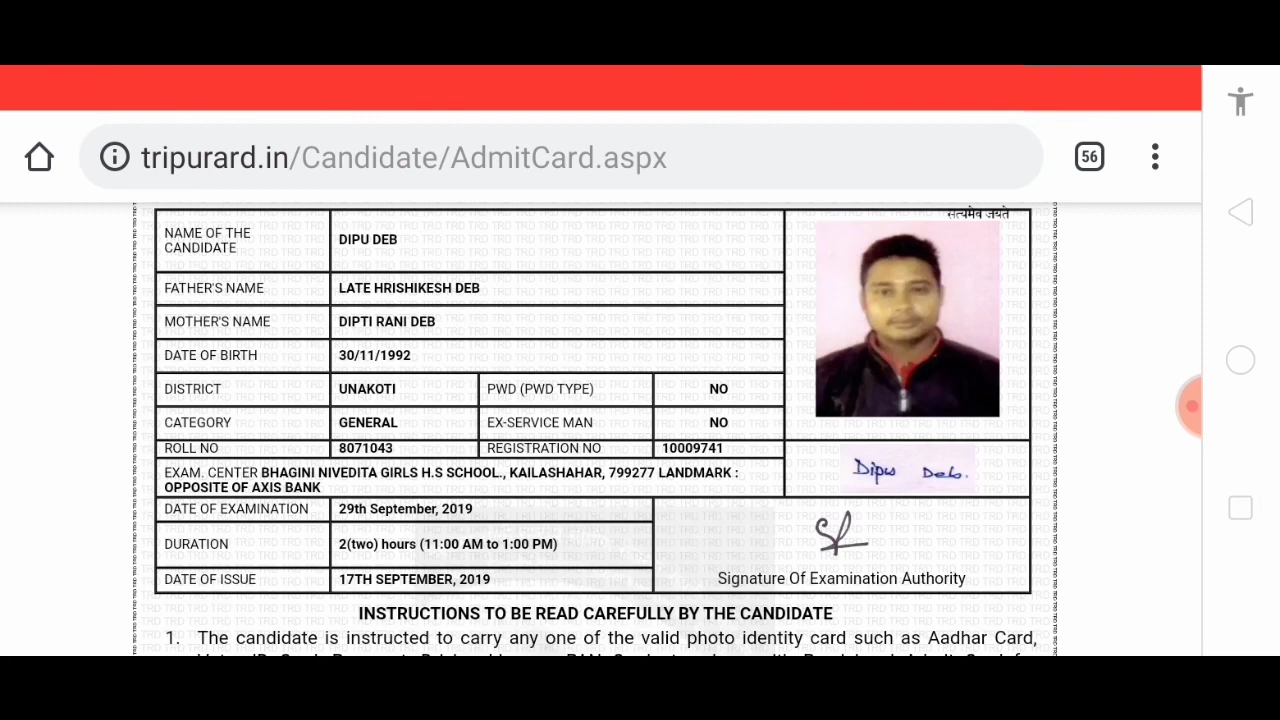 tripurard.in/Candidate/AdmitCard.aspx
56
सत्यमेव जयते
NAME OF THE CANDIDATE DIPU DEB
FATHER'S NAME LATE HRISHIKESH DEB
MOTHER'S NAME DIPTI RANI DEB
DATE OF BIRTH 30/11/1992
DISTRICT UNAKOTI PWD (PWD TYPE) NO
CATEGORY GENERAL EX-SERVICE MAN NO
ROLL NO 8071043 REGISTRATION NO 10009741
EXAM. CENTER BHAGINI NIVEDITA GIRLS H.S SCHOOL., KAILASHAHAR, 799277 LANDMARK :
OPPOSITE OF AXIS BANK
Dipu Deb.
DATE OF EXAMINATION 29th September, 2019
DURATION 2(two) hours (11:00 AM to 1:00 PM)
DATE OF ISSUE 17TH SEPTEMBER, 2019
Signature Of Examination Authority
INSTRUCTIONS TO BE READ CAREFULLY BY THE CANDIDATE
1. The candidate is instructed to carry any one of the valid photo identity card such as Aadhar Card,